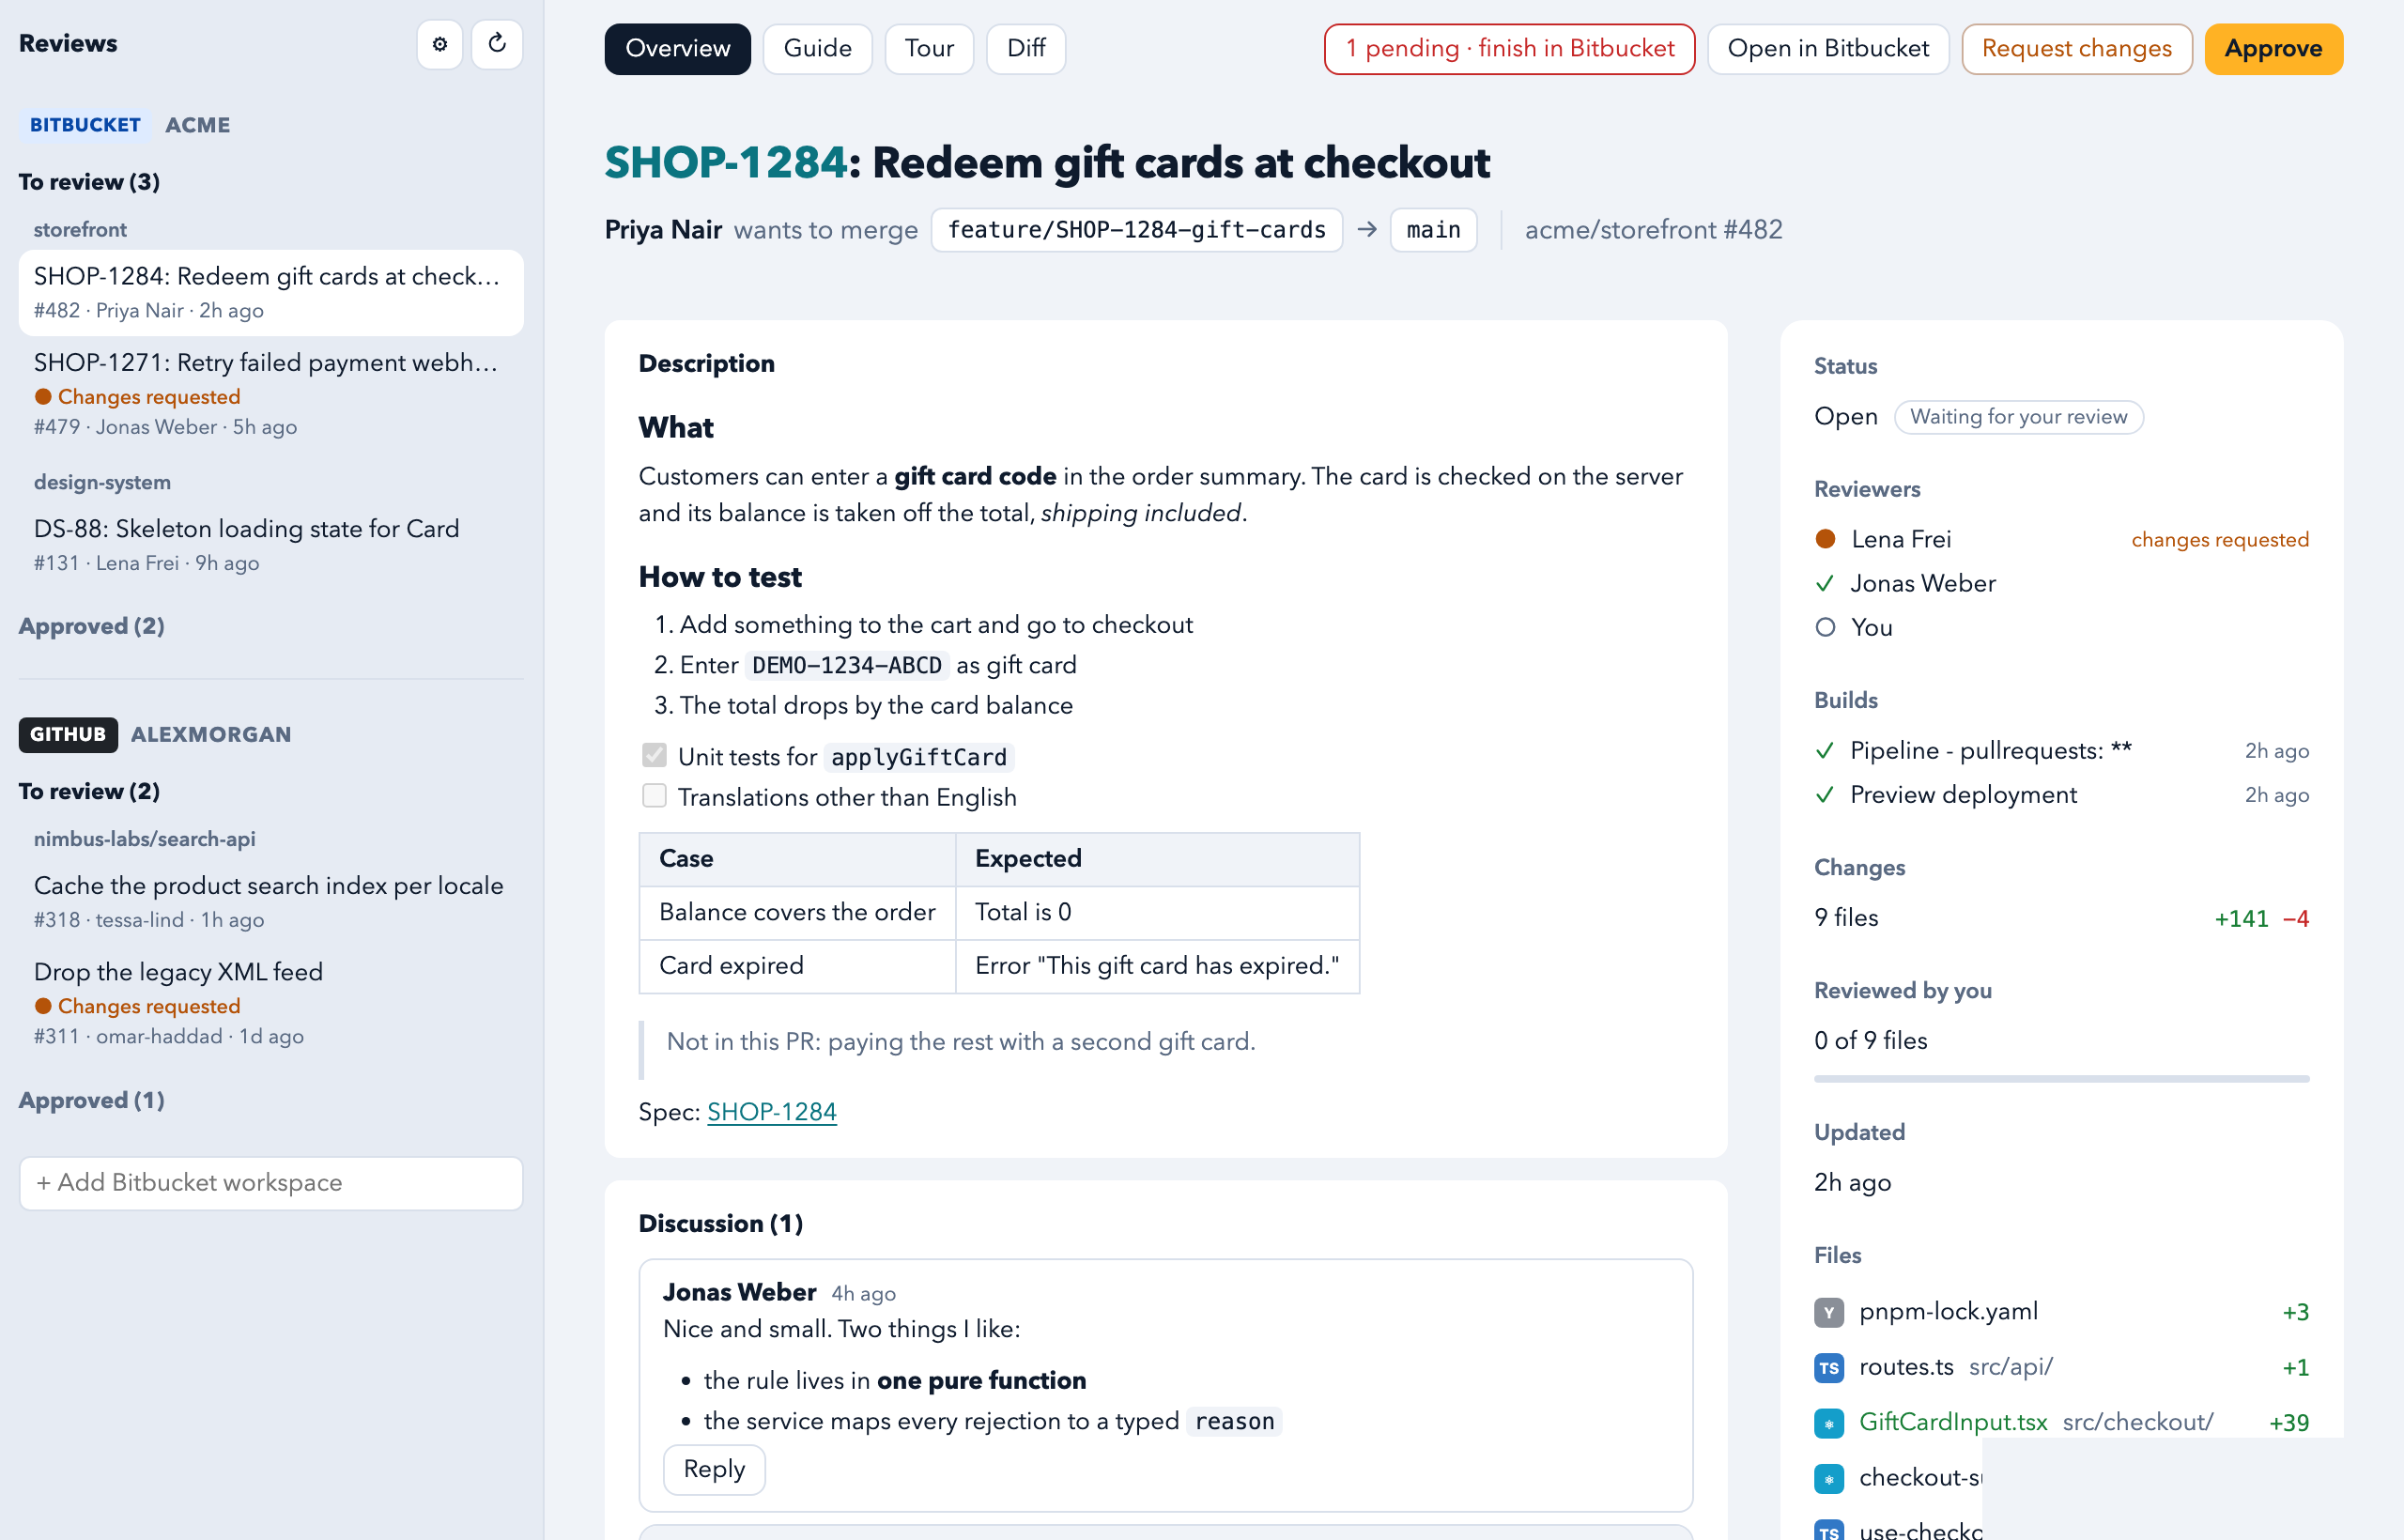 Reviews
BITBUCKET ACME
To review (3)
storefront
SHOP-1284: Redeem gift cards at check…
#482 · Priya Nair · 2h ago
SHOP-1271: Retry failed payment webh…
Changes requested
#479 · Jonas Weber · 5h ago
design-system
DS-88: Skeleton loading state for Card
#131 · Lena Frei · 9h ago
Approved (2)
GITHUB ALEXMORGAN
To review (2)
nimbus-labs/search-api
Cache the product search index per locale
#318 · tessa-lind · 1h ago
Drop the legacy XML feed
Changes requested
#311 · omar-haddad · 1d ago
Approved (1)
+ Add Bitbucket workspace
Overview Guide Tour Diff
1 pending · finish in Bitbucket Open in Bitbucket Request changes Approve
SHOP-1284: Redeem gift cards at checkout
Priya Nair wants to merge feature/SHOP-1284-gift-cards → main acme/storefront #482
Description
What
Customers can enter a gift card code in the order summary. The card is checked on the server
and its balance is taken off the total, shipping included.
How to test
1. Add something to the cart and go to checkout
2. Enter DEMO-1234-ABCD as gift card
3. The total drops by the card balance
Unit tests for applyGiftCard
Translations other than English
Case Expected
Balance covers the order Total is 0
Card expired Error "This gift card has expired."
Not in this PR: paying the rest with a second gift card.
Spec: SHOP-1284
Discussion (1)
Jonas Weber 4h ago
Nice and small. Two things I like:
• the rule lives in one pure function
• the service maps every rejection to a typed reason
Reply
Status
Open Waiting for your review
Reviewers
Lena Frei changes requested
Jonas Weber
You
Builds
Pipeline - pullrequests: ** 2h ago
Preview deployment 2h ago
Changes
9 files +141 −4
Reviewed by you
0 of 9 files
Updated
2h ago
Files
Y pnpm-lock.yaml +3
TS routes.ts src/api/ +1
GiftCardInput.tsx src/checkout/ +39
TS